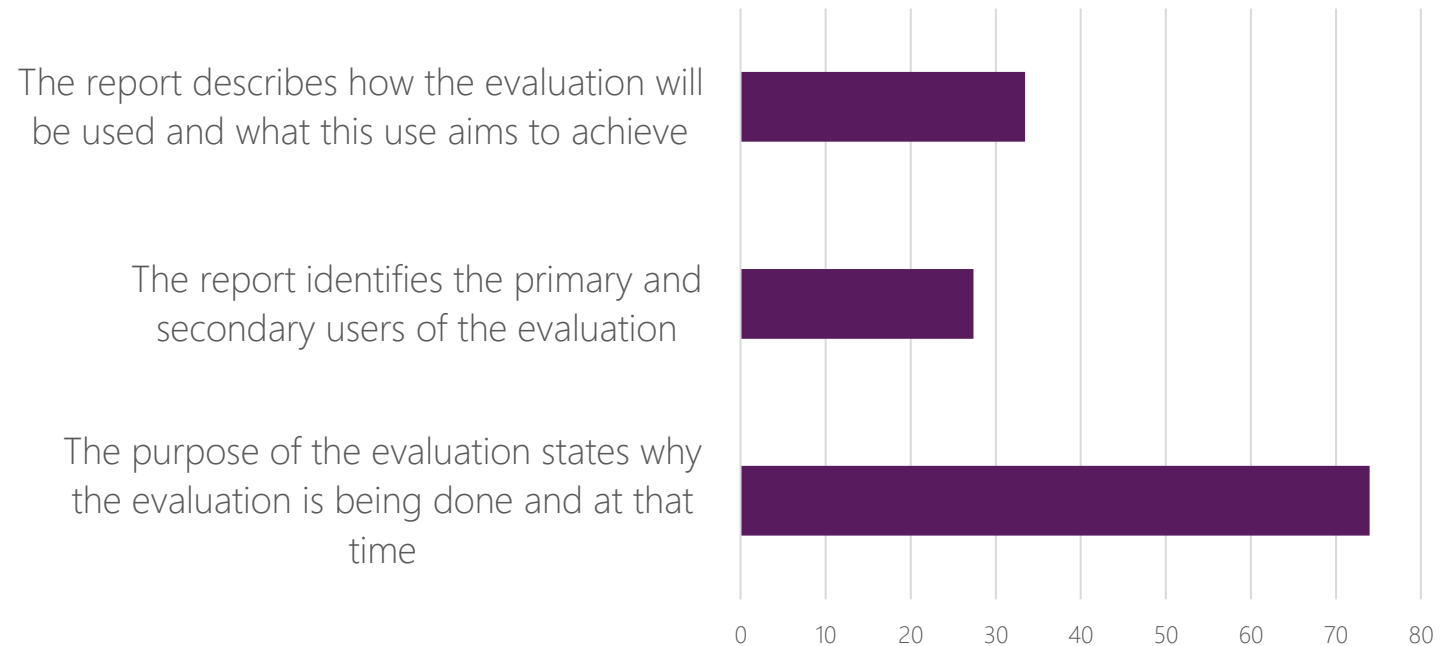 The report describes how the evaluation will
be used and what this use aims to achieve
The report identifies the primary and
secondary users of the evaluation
The purpose of the evaluation states why
the evaluation is being done and at that
time
0 10 20 30 40 50 60 70 80